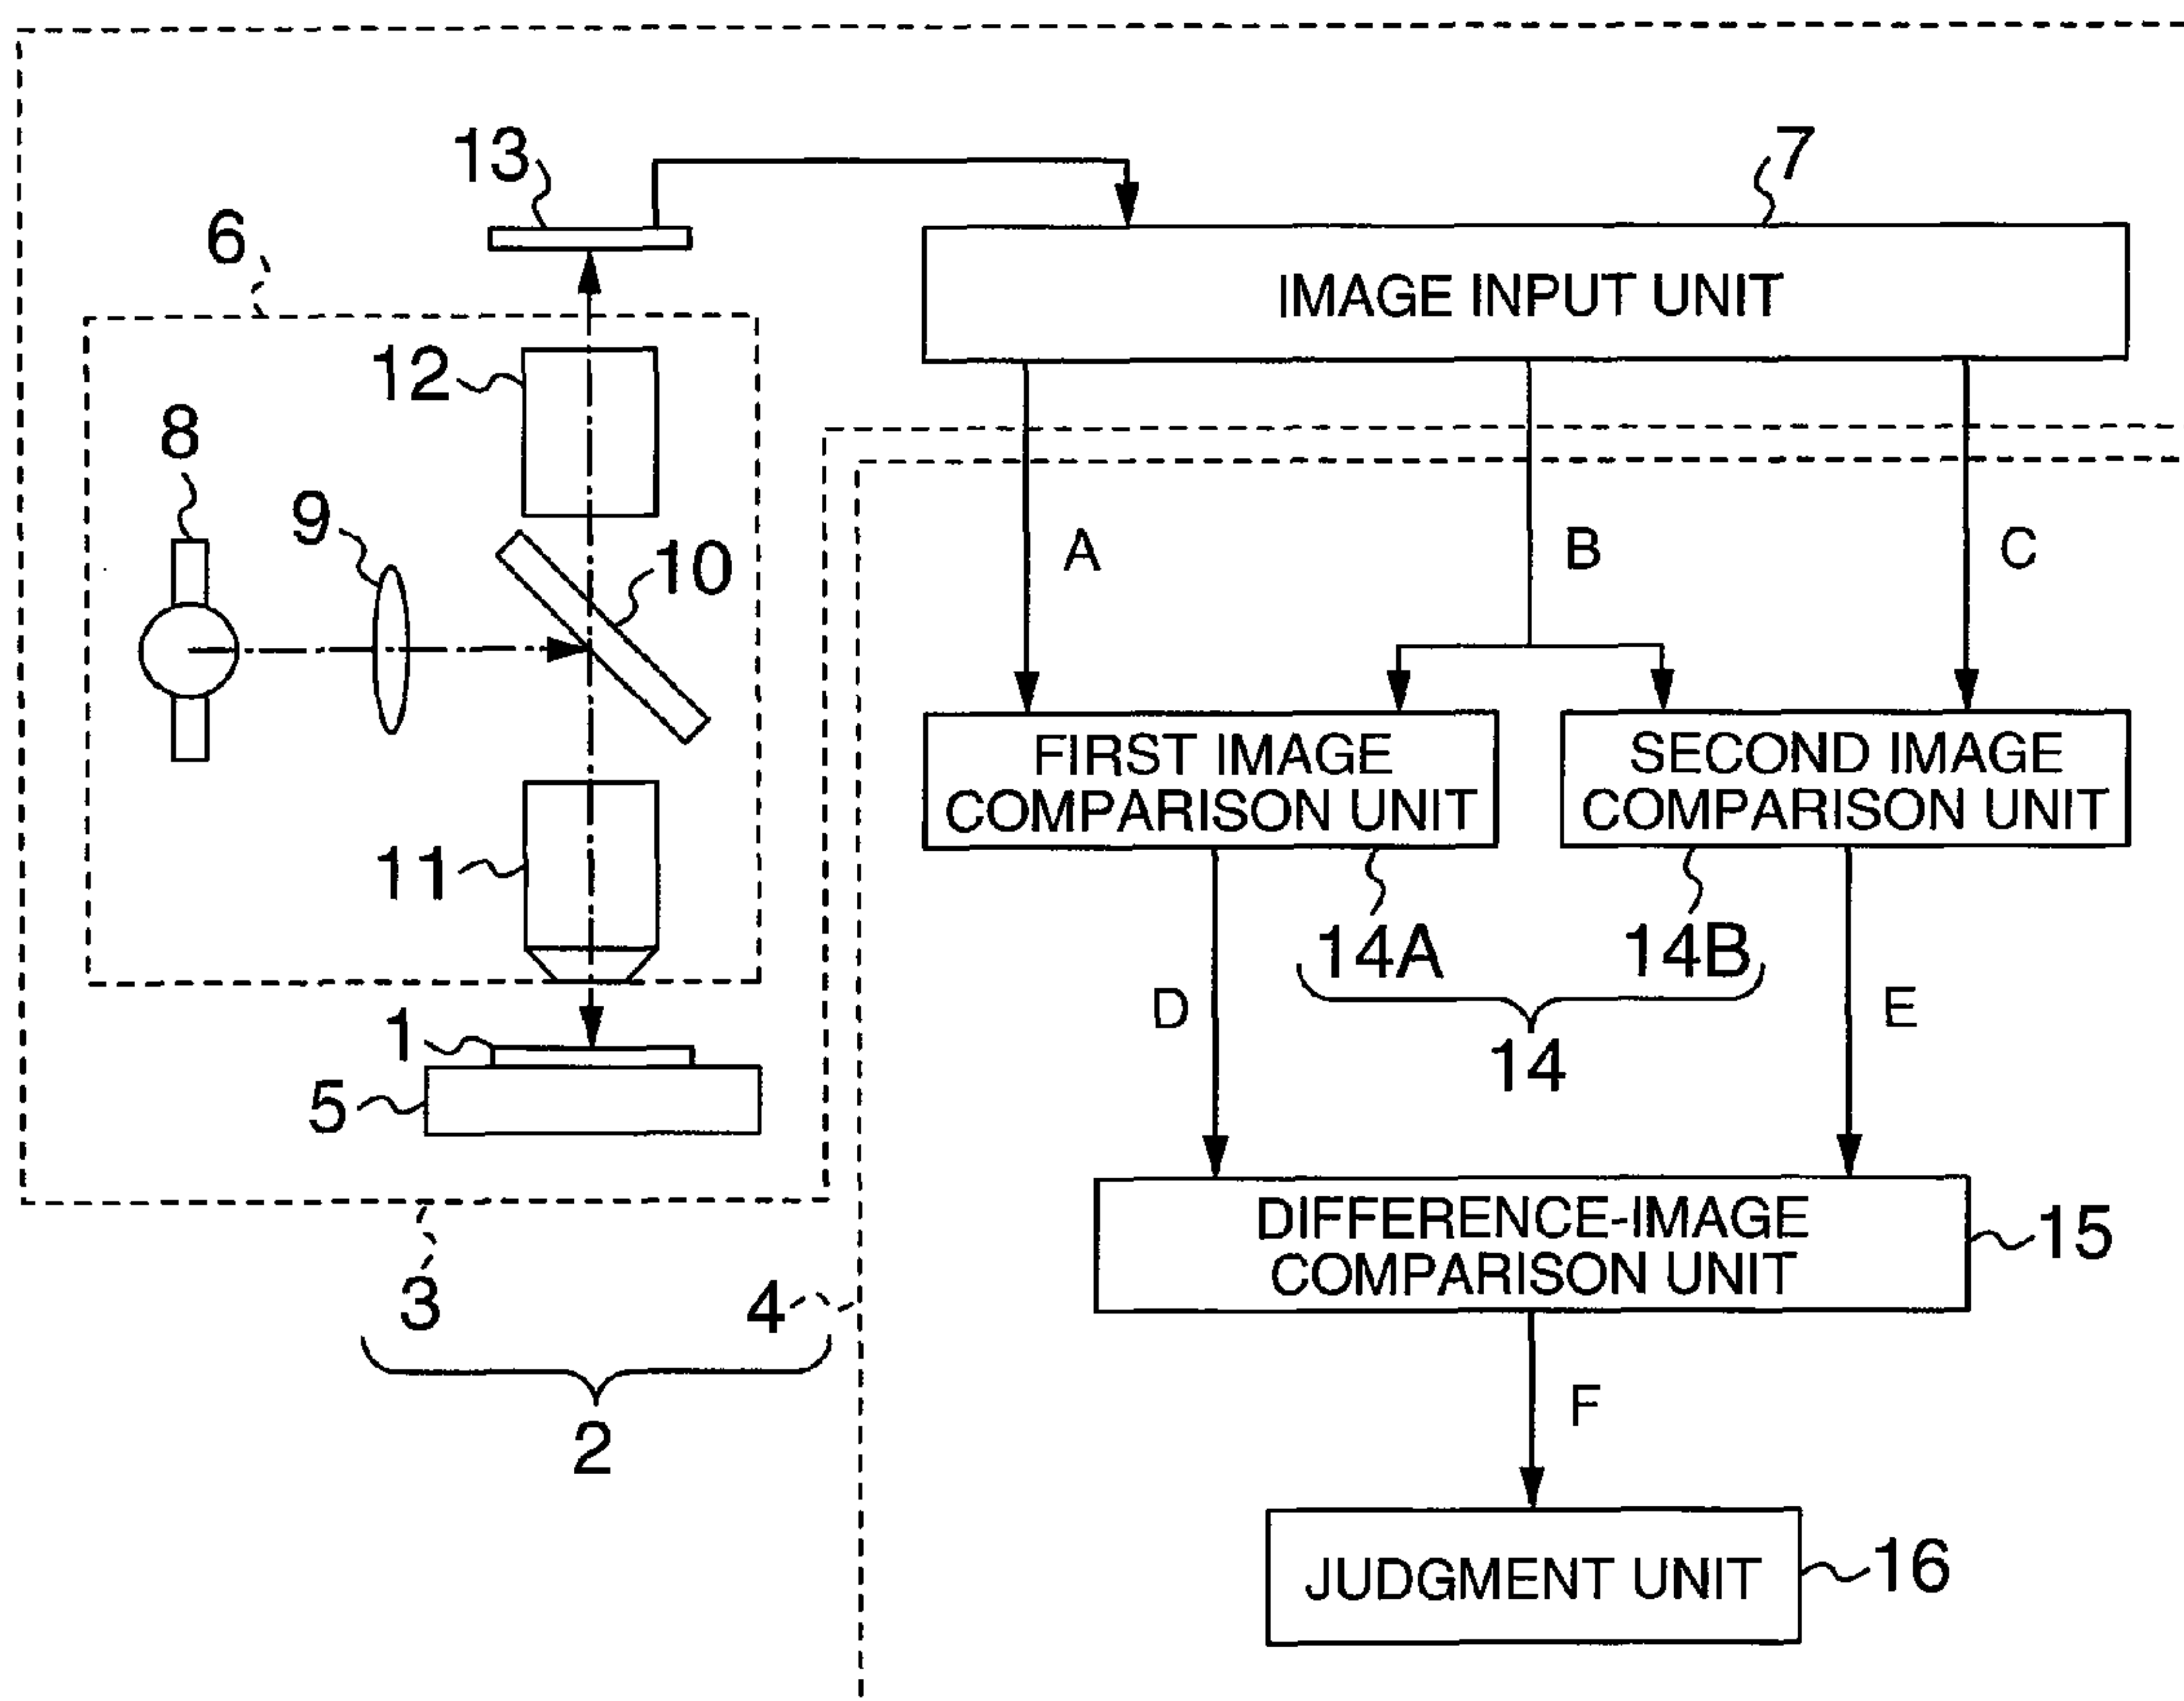 13
7
6
IMAGE INPUT UNIT
12
8
9
10
A
B
C
FIRST IMAGE
COMPARISON UNIT
SECOND IMAGE
COMPARISON UNIT
11
14A
14B
D
E
14
1
5
DIFFERENCE-IMAGE
COMPARISON UNIT
15
3
4
2
F
JUDGMENT UNIT
16